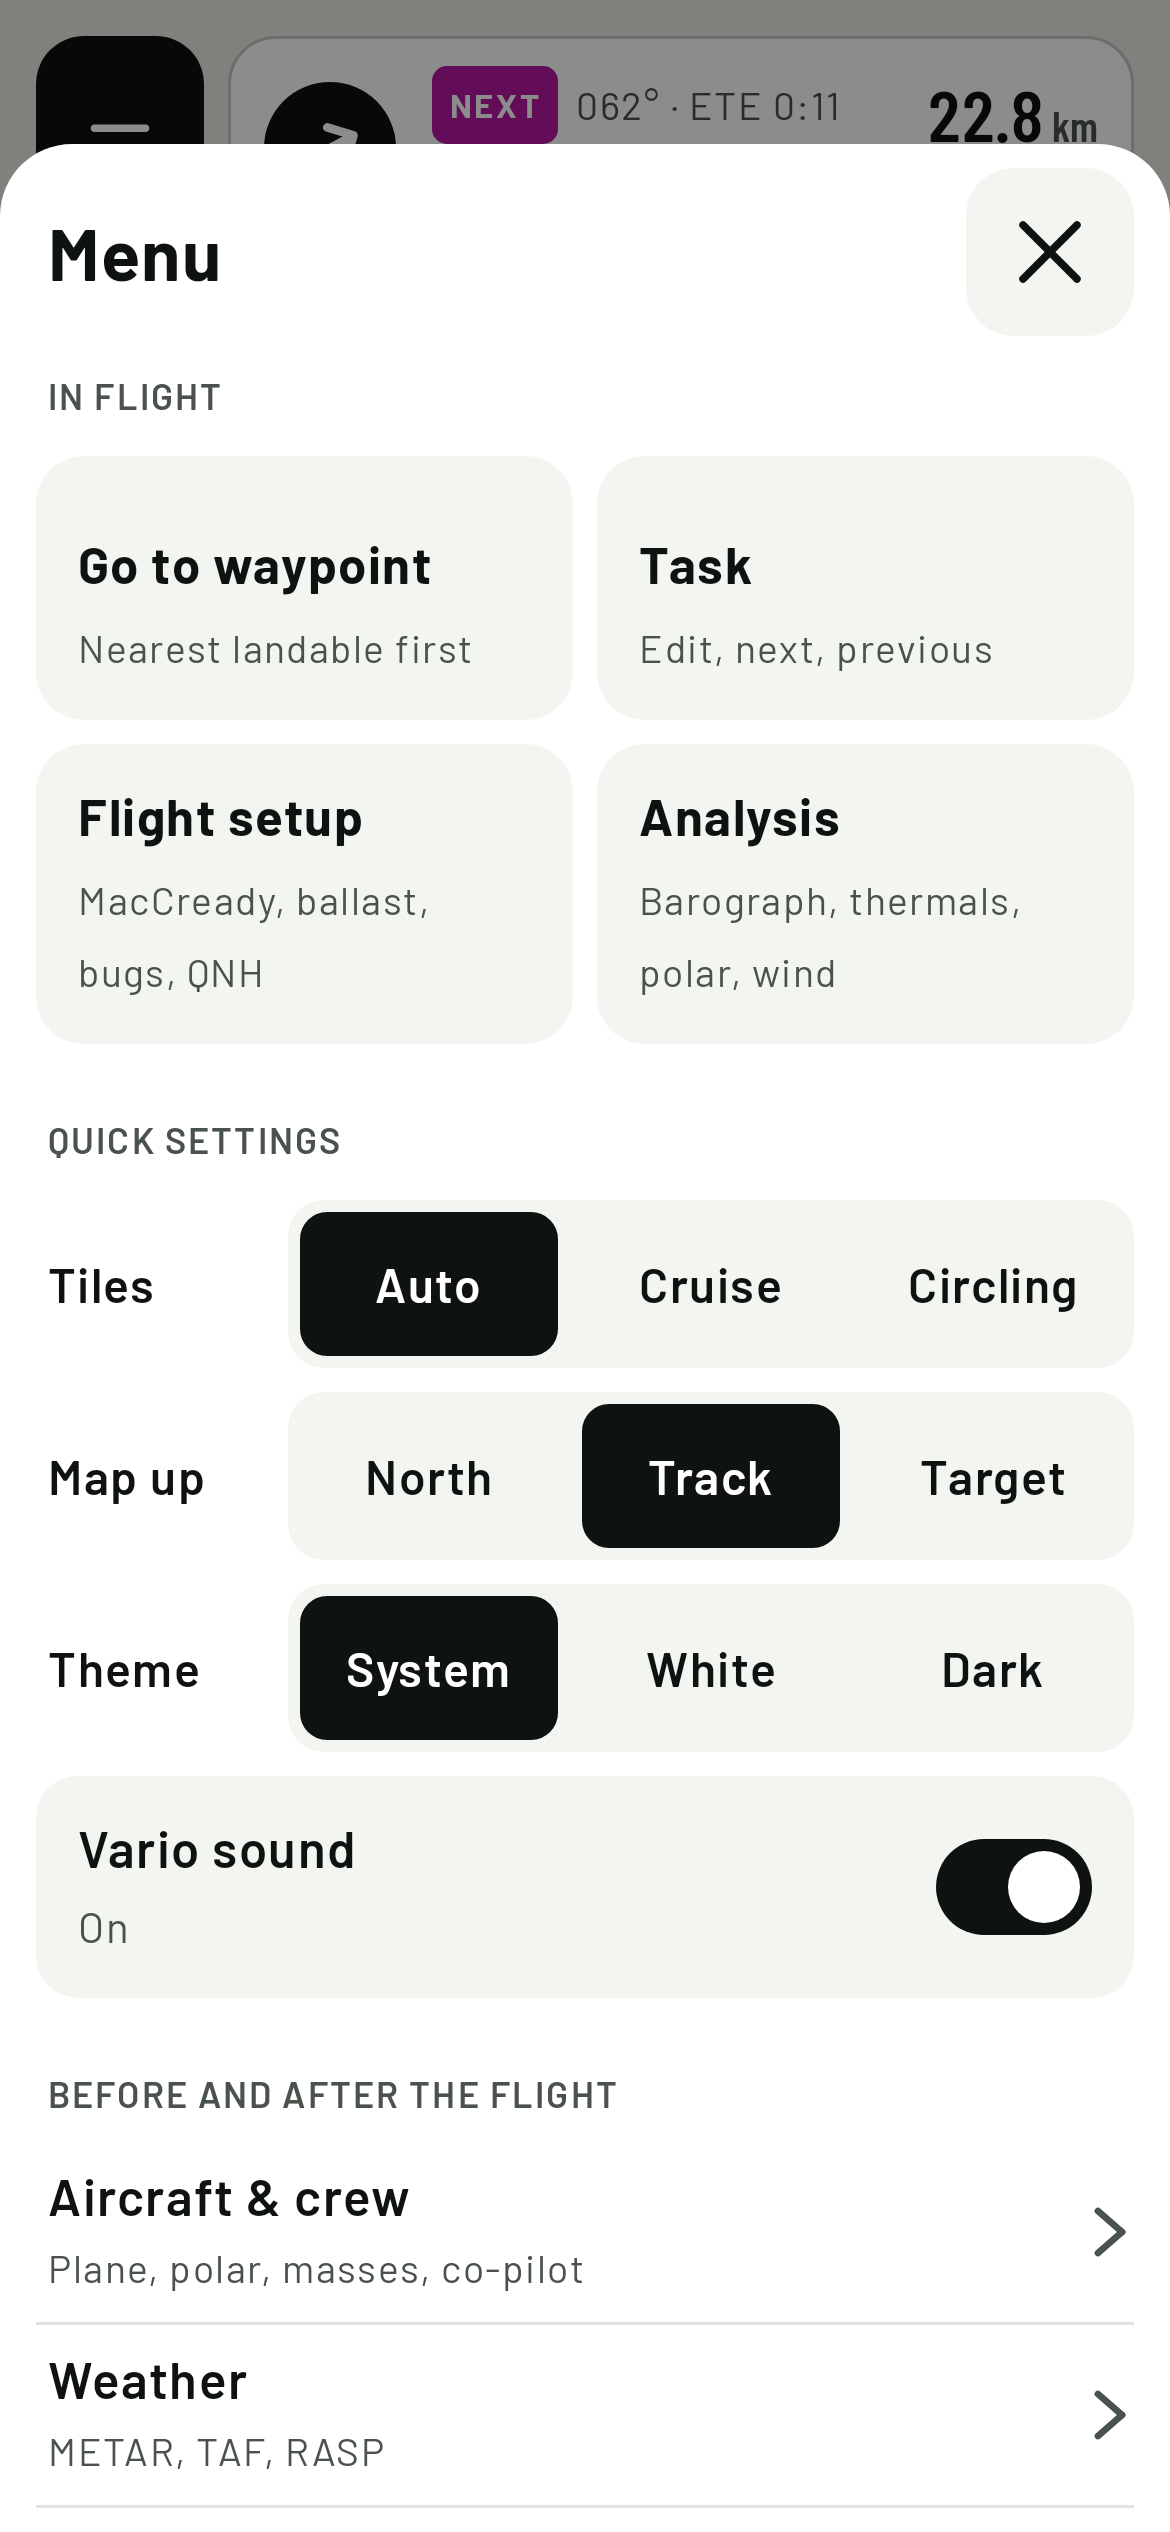 NEXT 062° · ETE 0:11 22.8 km
Menu
IN FLIGHT
Go to waypoint
Nearest landable first
Task
Edit, next, previous
Flight setup
MacCready, ballast,
bugs, QNH
Analysis
Barograph, thermals,
polar, wind
QUICK SETTINGS
Tiles Auto Cruise Circling
Map up North Track Target
Theme System White Dark
Vario sound
On
BEFORE AND AFTER THE FLIGHT
Aircraft & crew
Plane, polar, masses, co-pilot
Weather
METAR, TAF, RASP